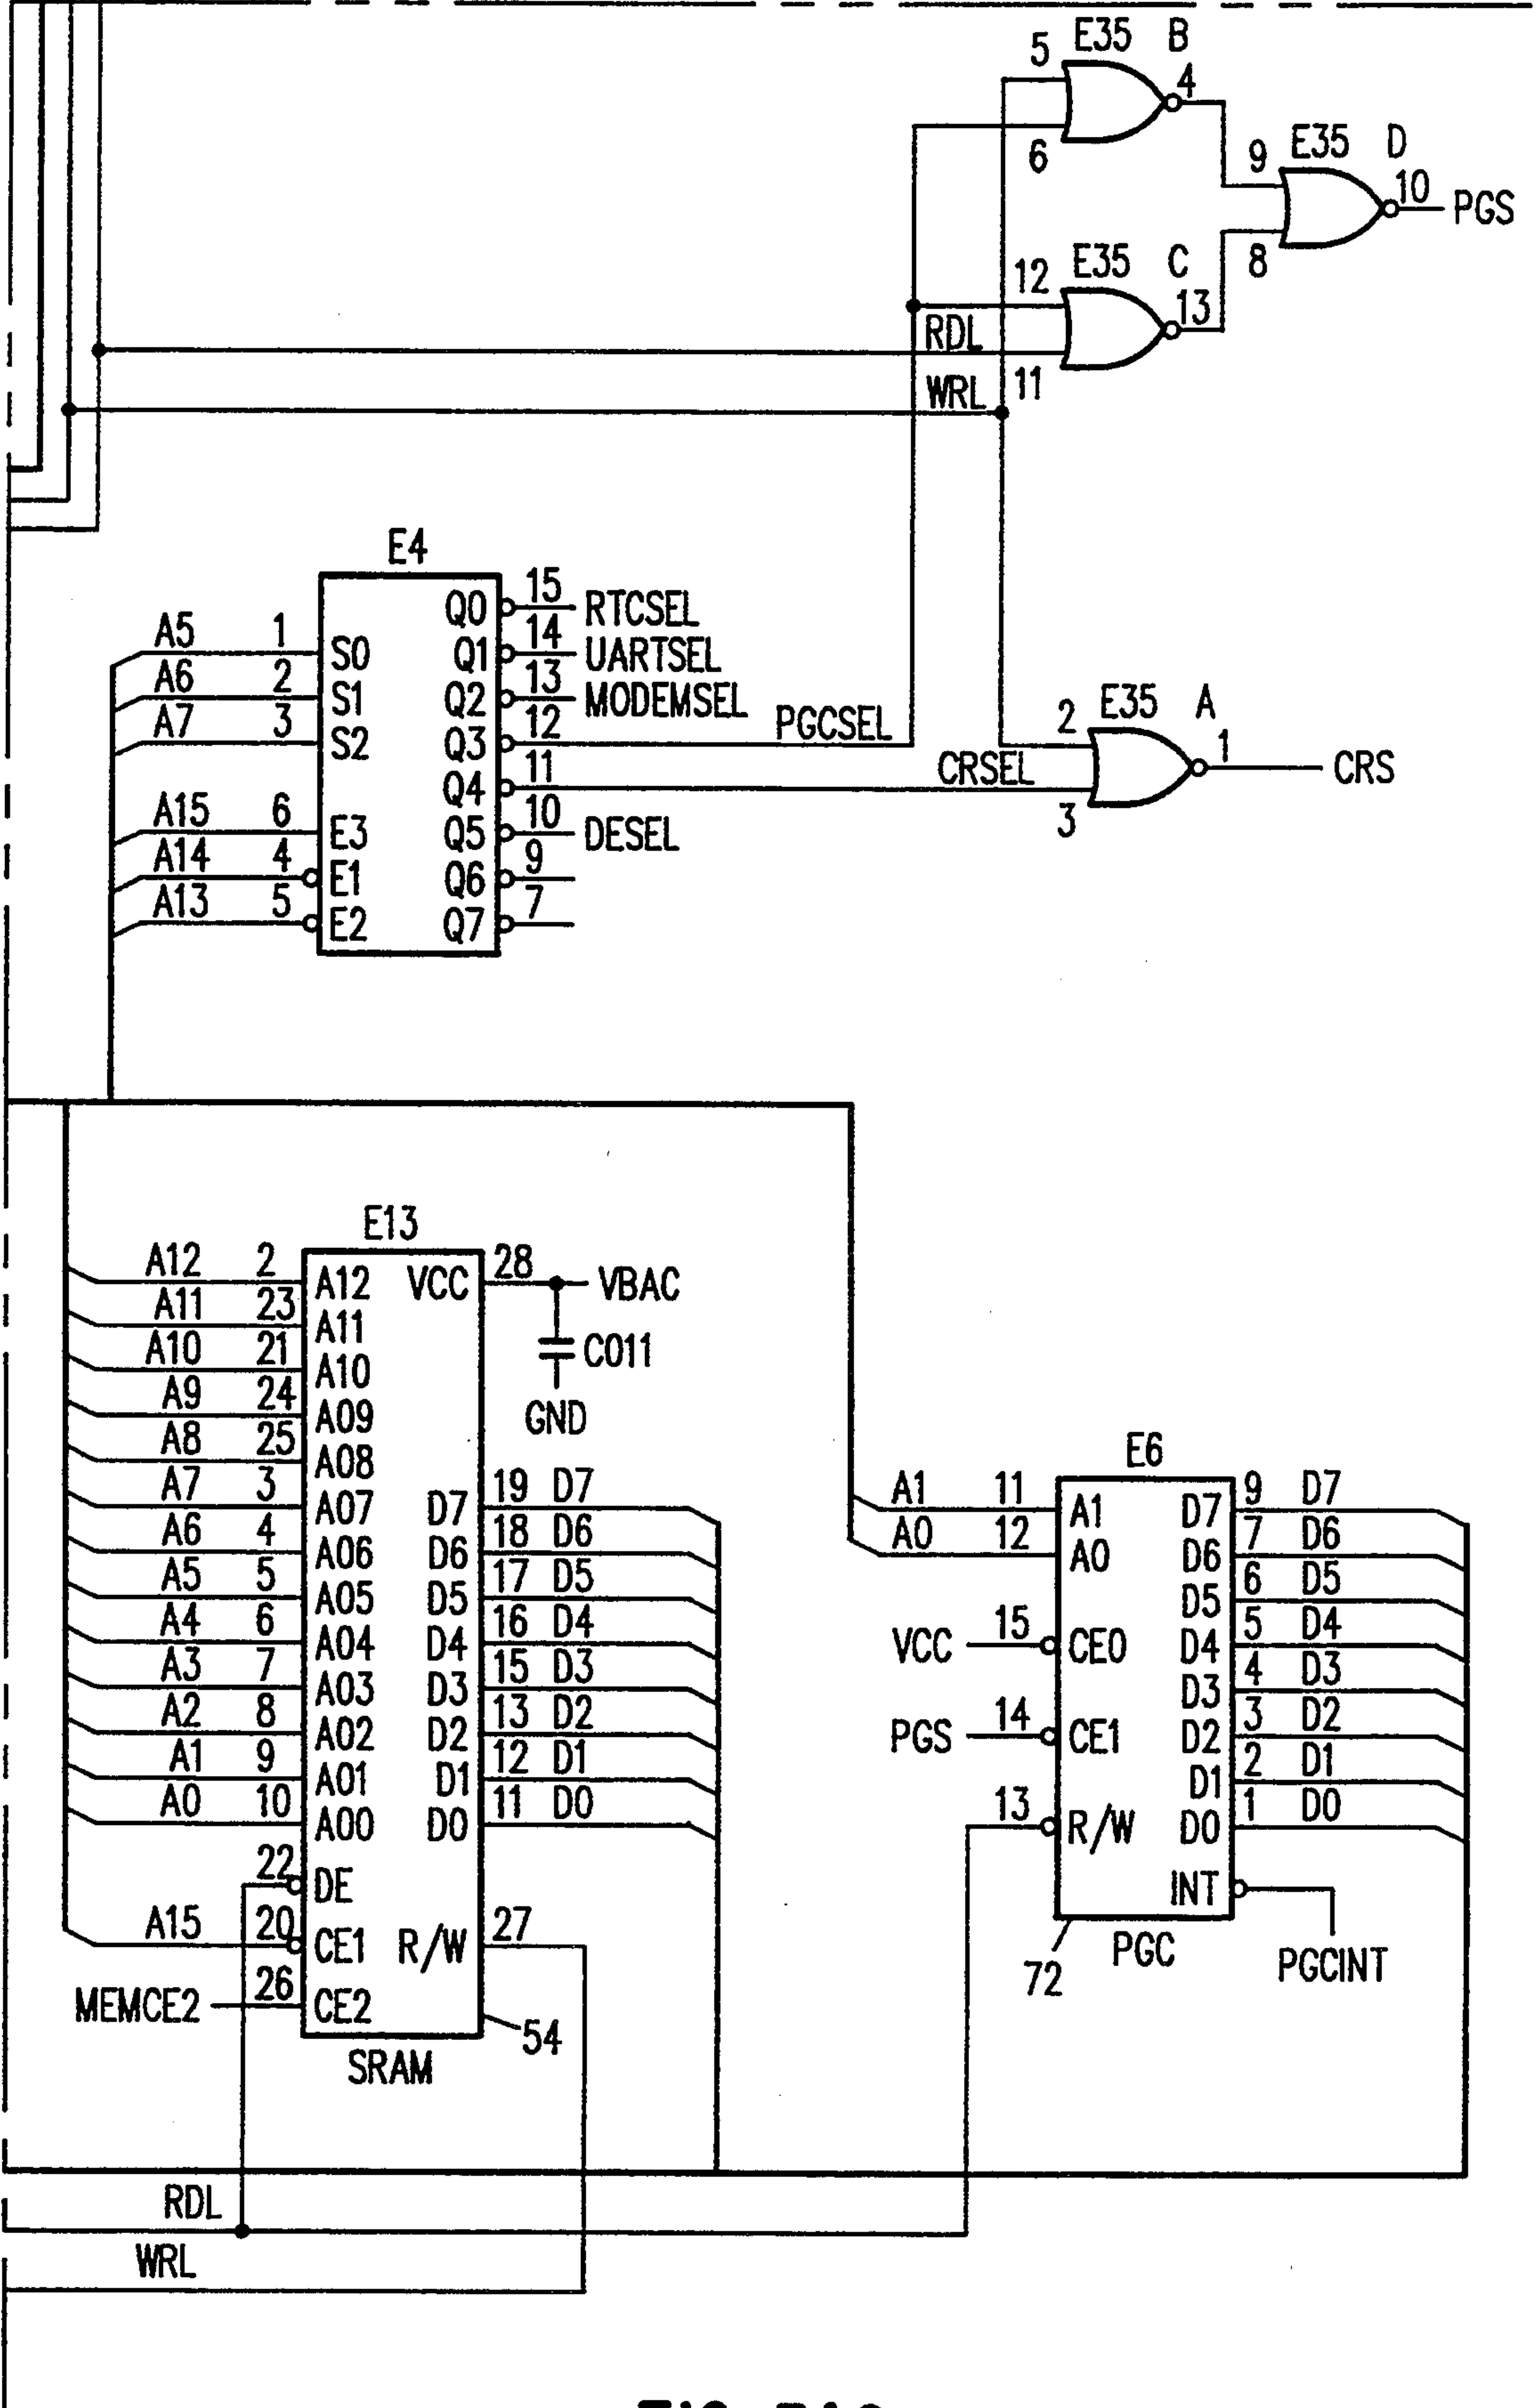 E35 B
5
4
6
E35 D
9
10 PGS
8
E35 C
12
13
RDL
11
WRL
E4
A5 1 S0
A6 2 S1
A7 3 S2
A15 6 E3
A14 4 E1
A13 5 E2
Q0 15 RTCSEL
Q1 14 UARTSEL
Q2 13 MODEMSEL
Q3 12 PGCSEL
Q4 11 CRSEL
Q5 10 DESEL
Q6 9
Q7 7
E35 A
2
1 CRS
3
E13
A12 2 A12
A11 23 A11
A10 21 A10
A9 24 A09
A8 25 A08
A7 3 A07
A6 4 A06
A5 5 A05
A4 6 A04
A3 7 A03
A2 8 A02
A1 9 A01
A0 10 A00
22 DE
A15 20 CE1
MEMCE2 26 CE2
VCC 28 VBAC
C011
GND
D7 19 D7
D6 18 D6
D5 17 D5
D4 16 D4
D3 15 D3
D2 13 D2
D1 12 D1
D0 11 D0
R/W 27
54
SRAM
E6
A1 11 A1
A0 12 A0
VCC 15 CE0
PGS 14 CE1
13 R/W
D7 9 D7
D6 7 D6
D5 6 D5
D4 5 D4
D3 4 D3
D2 3 D2
D1 2 D1
D0 1 D0
INT
PGCINT
72
PGC
RDL
WRL